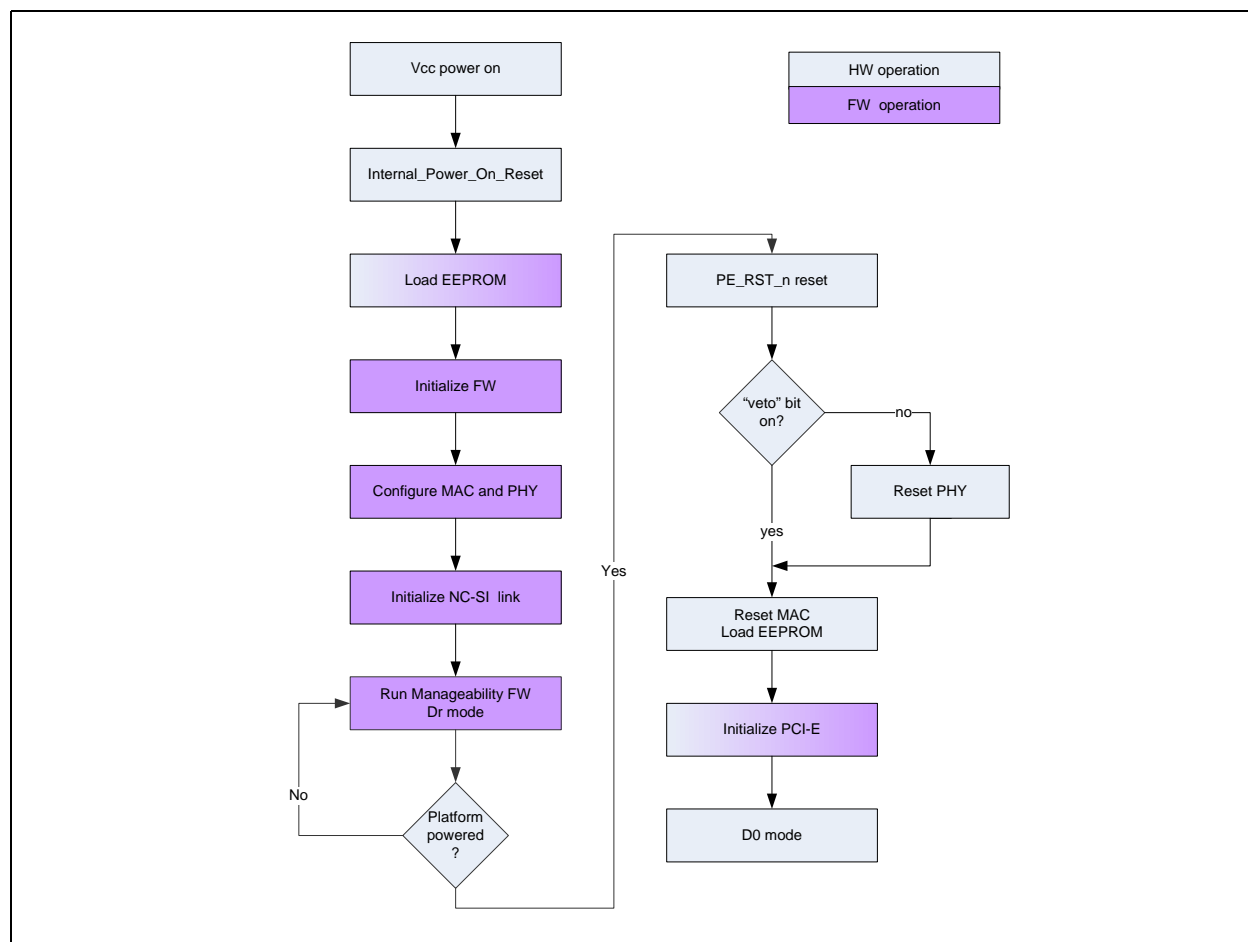 Vcc power on
HW operation
FW operation
Internal_Power_On_Reset
Load EEPROM
Initialize FW
Configure MAC and PHY
Initialize NC-SI link
Run Manageability FW
Dr mode
No
Platform
powered
?
Yes
PE_RST_n reset
“veto” bit
on?
no
Reset PHY
yes
Reset MAC
Load EEPROM
Initialize PCI-E
D0 mode